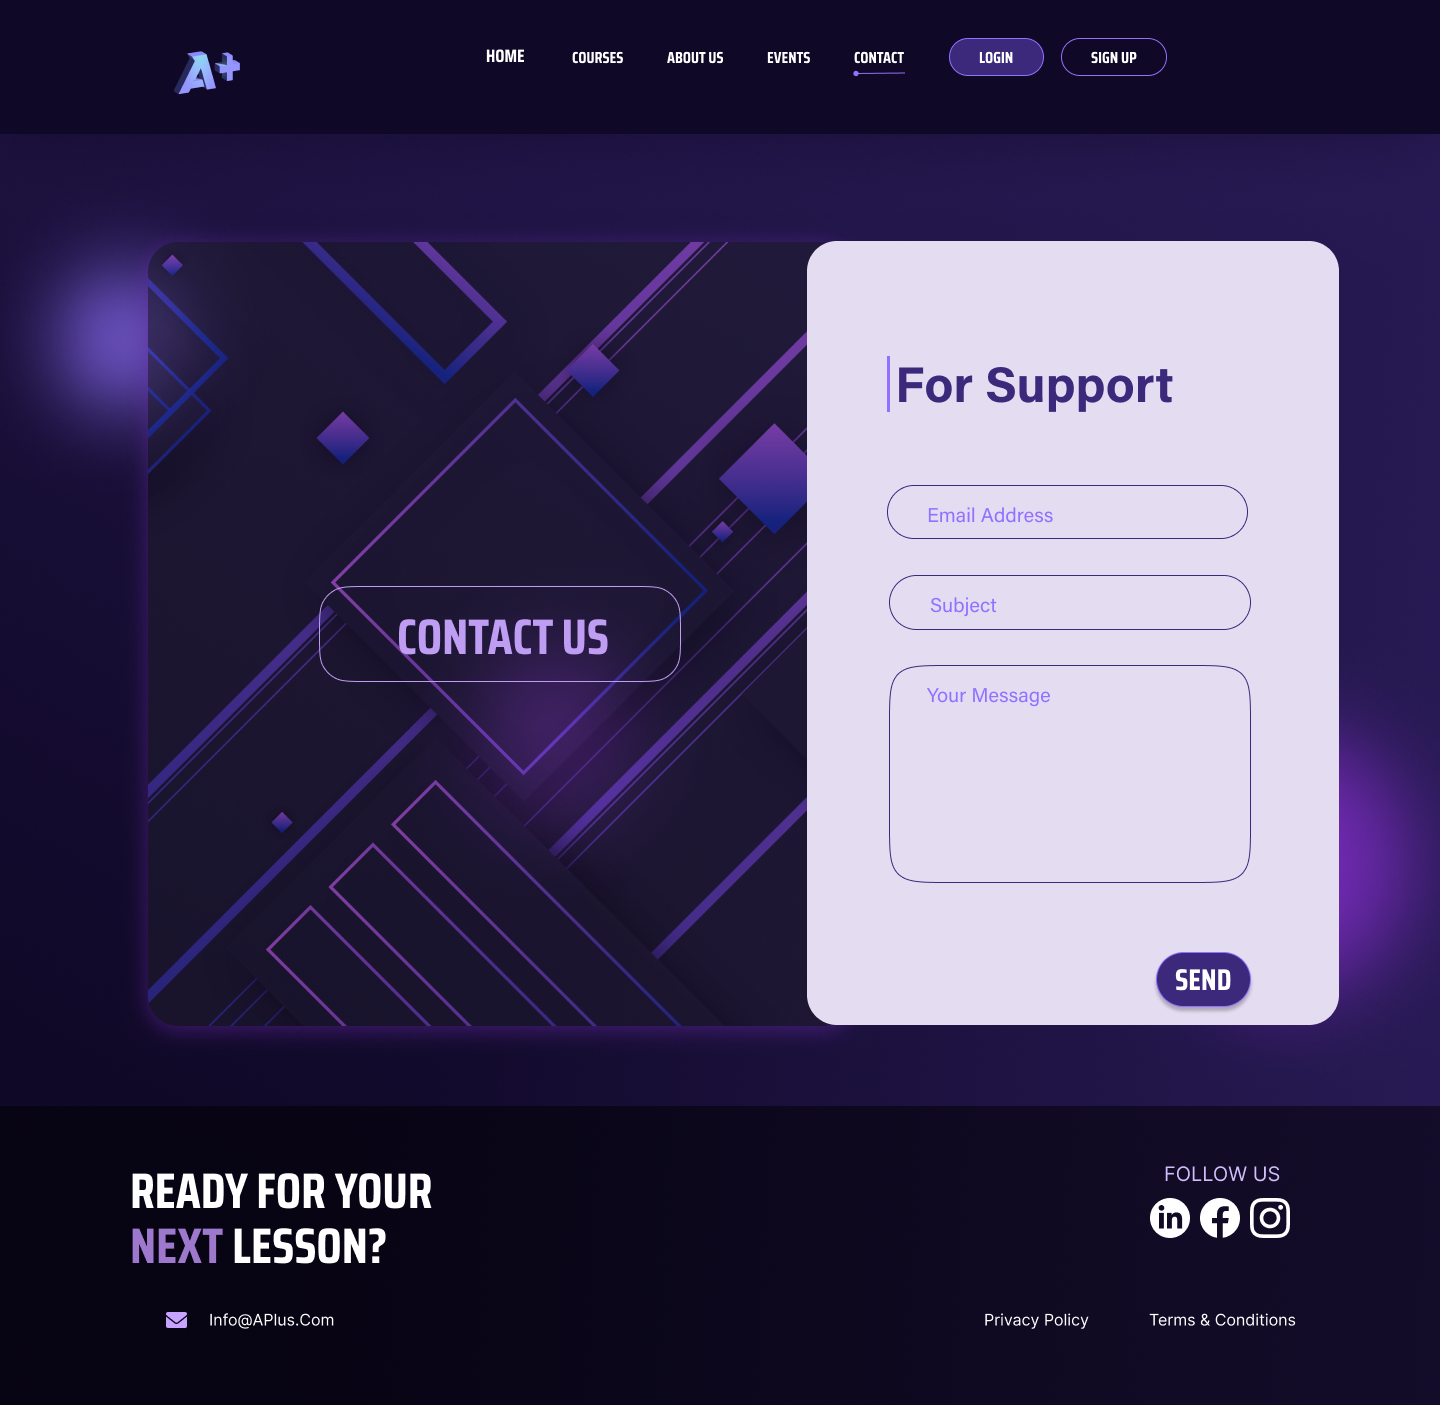 A+
HOME
COURSES
ABOUT US
EVENTS
CONTACT
LOGIN
SIGN UP
CONTACT US
For Support
Email Address
Subject
Your Message
SEND
READY FOR YOUR
NEXT LESSON?
FOLLOW US
in
Info@APlus.Com
Privacy Policy
Terms & Conditions